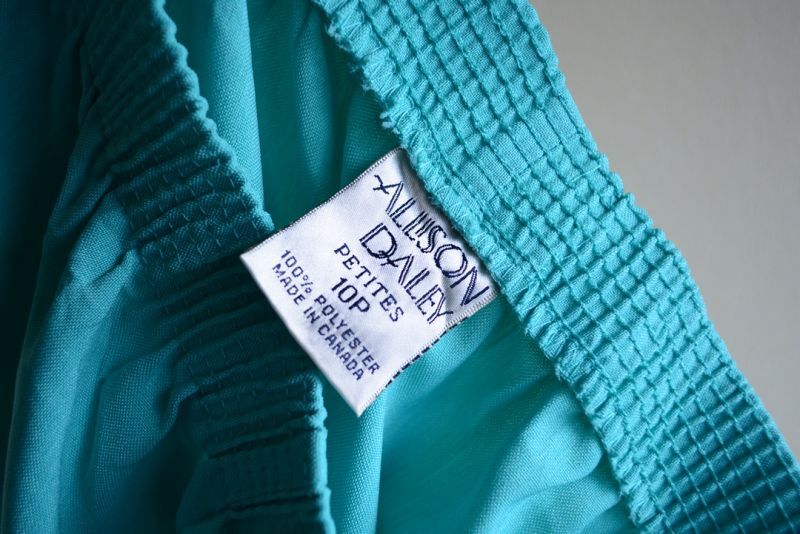 ALLISON
DALEY
PETITES
10P
100% POLYESTER
MADE IN CANADA